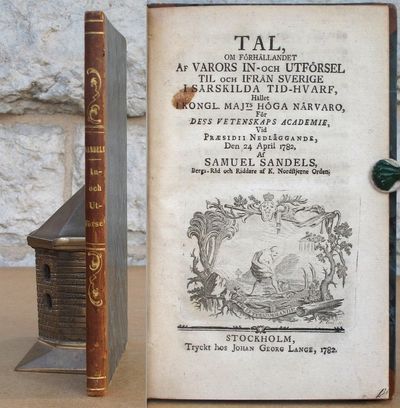 SANDELS
In-
och
Ut-
förse
TAL,
OM FÖRHÅLLANDET
AF VARORS IN-OCH UTFÖRSEL
TIL OCH IFRÅN SVERIGE
I SÄRSKILDA TID-HVARF,
Hållet
I KONGL. MAJ:TS HÖGA NÄRVARO,
För
DESS VETENSKAPS ACADEMIE,
Vid
PRÆSIDII NEDLÄGGANDE,
Den 24 April 1782,
Af
SAMUEL SANDELS,
Bergs-Råd och Riddare af K. Nordstjerne Orden.
STOCKHOLM,
Tryckt hos JOHAN GEORG LANGE, 1782.